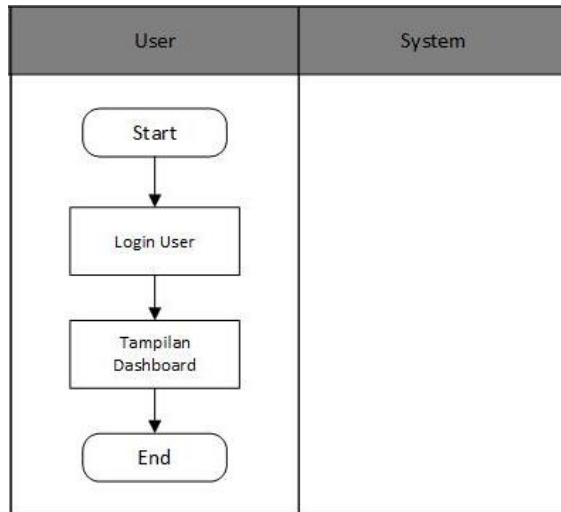 User
System
Start
Login User
Tampilan
Dashboard
End